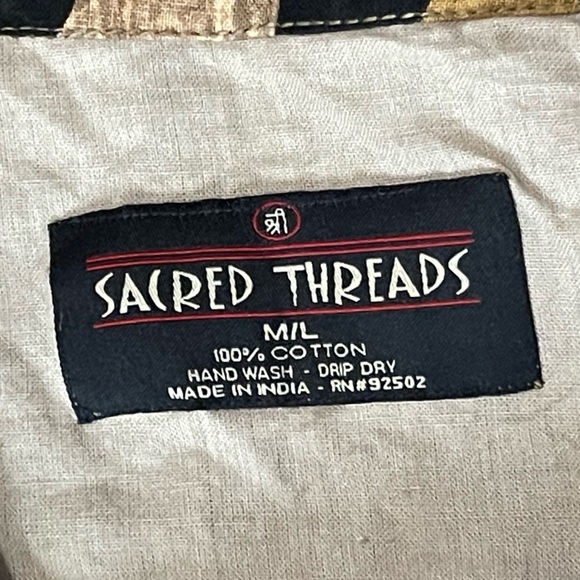 श्री
SACRED THREADS
M/L
100% COTTON
HAND WASH - DRIP DRY
MADE IN INDIA - RN#92502